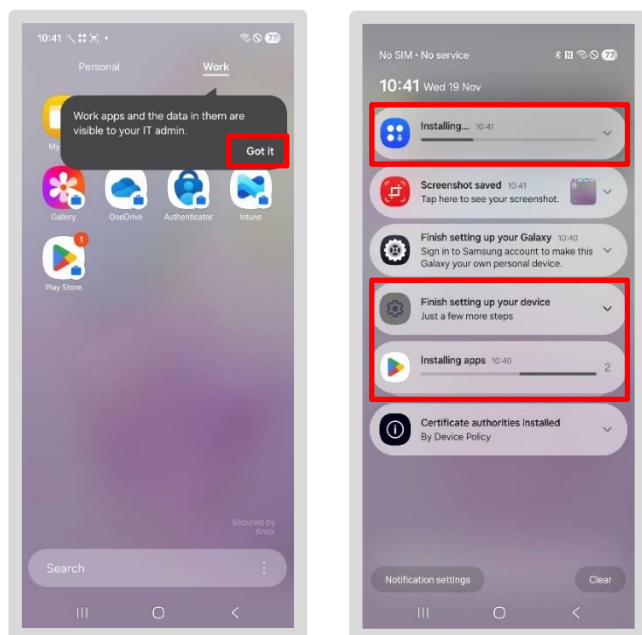 10:41
77
Personal
Work
Work apps and the data in them are
visible to your IT admin.
Got it
My
Gallery
OneDrive
Authenticator
Intune
1
Play Store
Secured by
Knox
Search
No SIM • No service
77
10:41 Wed 19 Nov
Installing... 10:41
Screenshot saved 10:41
Tap here to see your screenshot.
Finish setting up your Galaxy 10:40
Sign in to Samsung account to make this
Galaxy your own personal device.
Finish setting up your device
Just a few more steps
Installing apps 10:40
2
Certificate authorities installed
By Device Policy
Notification settings
Clear